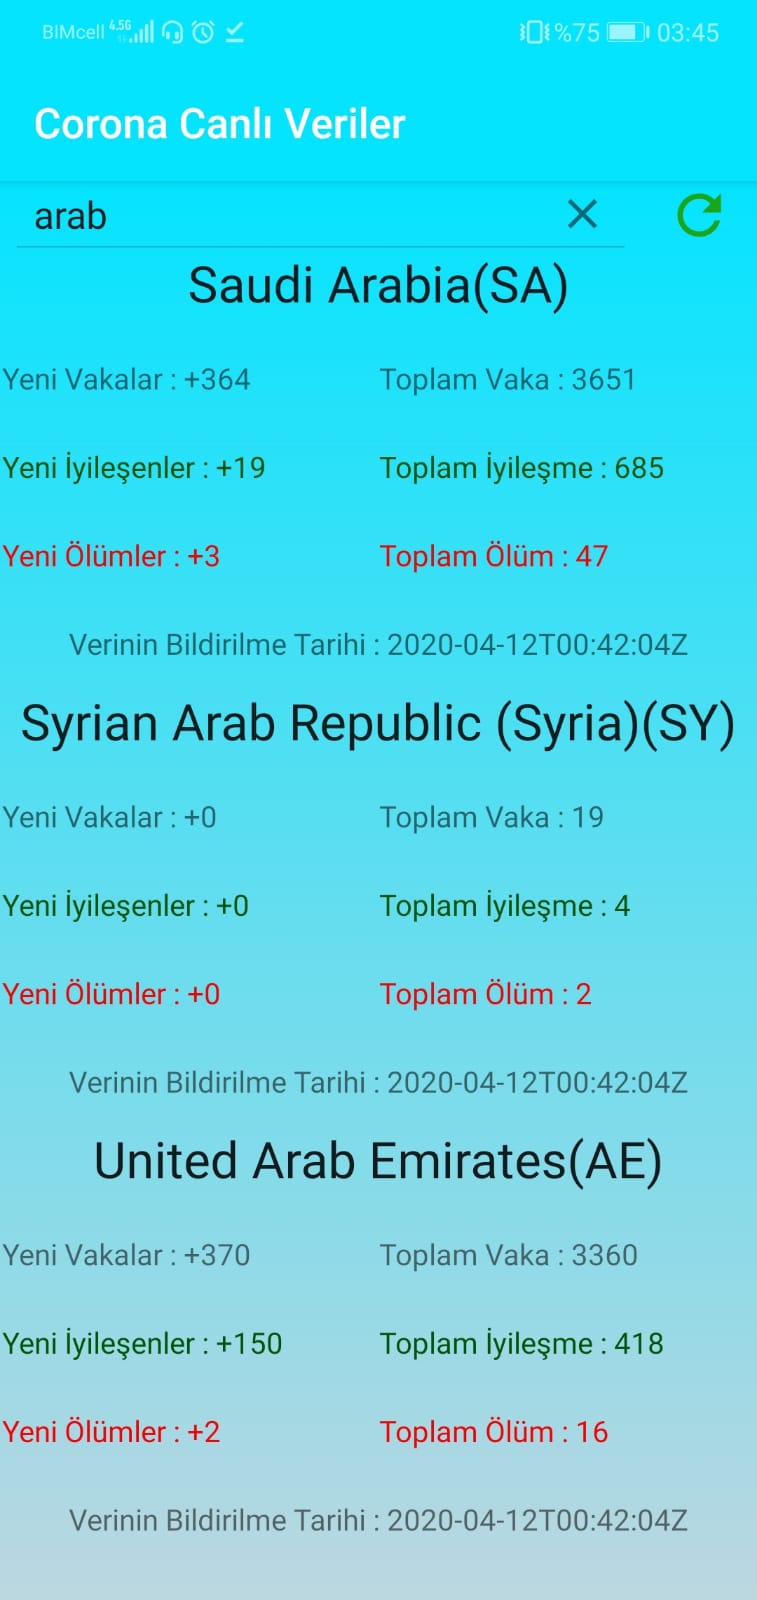 BIMcell 4.5G %75 03:45
Corona Canlı Veriler
arab
Saudi Arabia(SA)
Yeni Vakalar : +364 Toplam Vaka : 3651
Yeni İyileşenler : +19 Toplam İyileşme : 685
Yeni Ölümler : +3 Toplam Ölüm : 47
Verinin Bildirilme Tarihi : 2020-04-12T00:42:04Z
Syrian Arab Republic (Syria)(SY)
Yeni Vakalar : +0 Toplam Vaka : 19
Yeni İyileşenler : +0 Toplam İyileşme : 4
Yeni Ölümler : +0 Toplam Ölüm : 2
Verinin Bildirilme Tarihi : 2020-04-12T00:42:04Z
United Arab Emirates(AE)
Yeni Vakalar : +370 Toplam Vaka : 3360
Yeni İyileşenler : +150 Toplam İyileşme : 418
Yeni Ölümler : +2 Toplam Ölüm : 16
Verinin Bildirilme Tarihi : 2020-04-12T00:42:04Z